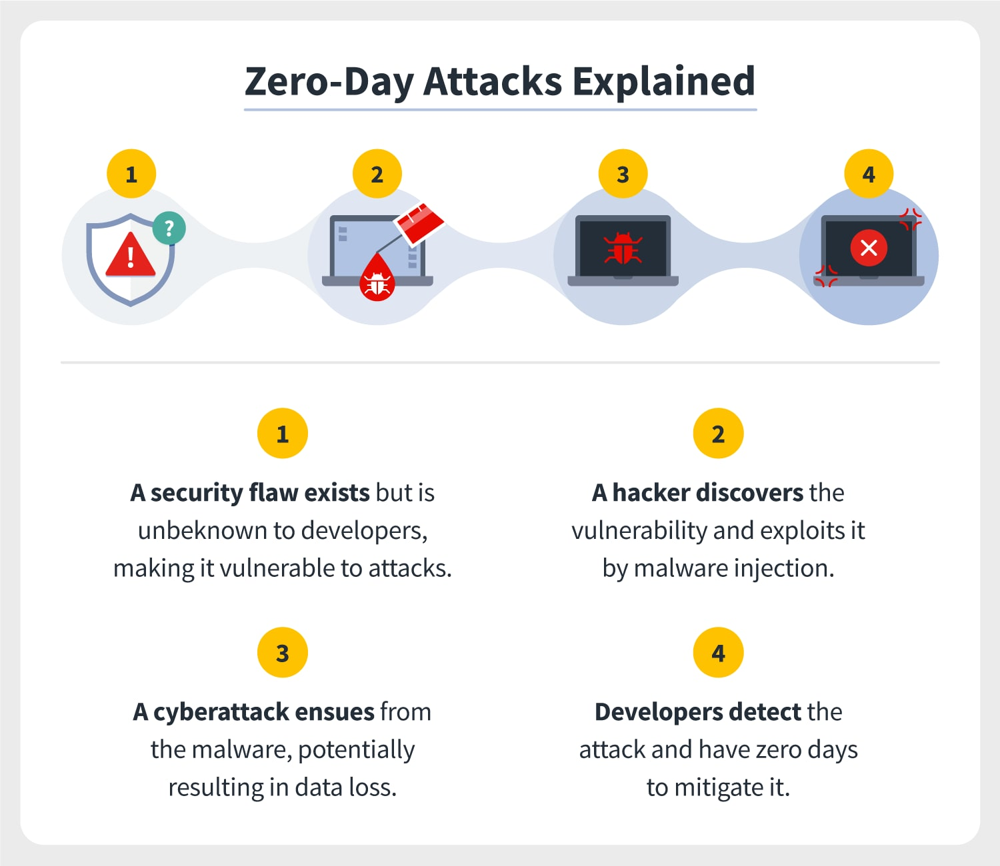 Zero-Day Attacks Explained
1
2
3
4
?
!
1
A security flaw exists but is
unbeknown to developers,
making it vulnerable to attacks.
2
A hacker discovers the
vulnerability and exploits it
by malware injection.
3
A cyberattack ensues from
the malware, potentially
resulting in data loss.
4
Developers detect the
attack and have zero days
to mitigate it.